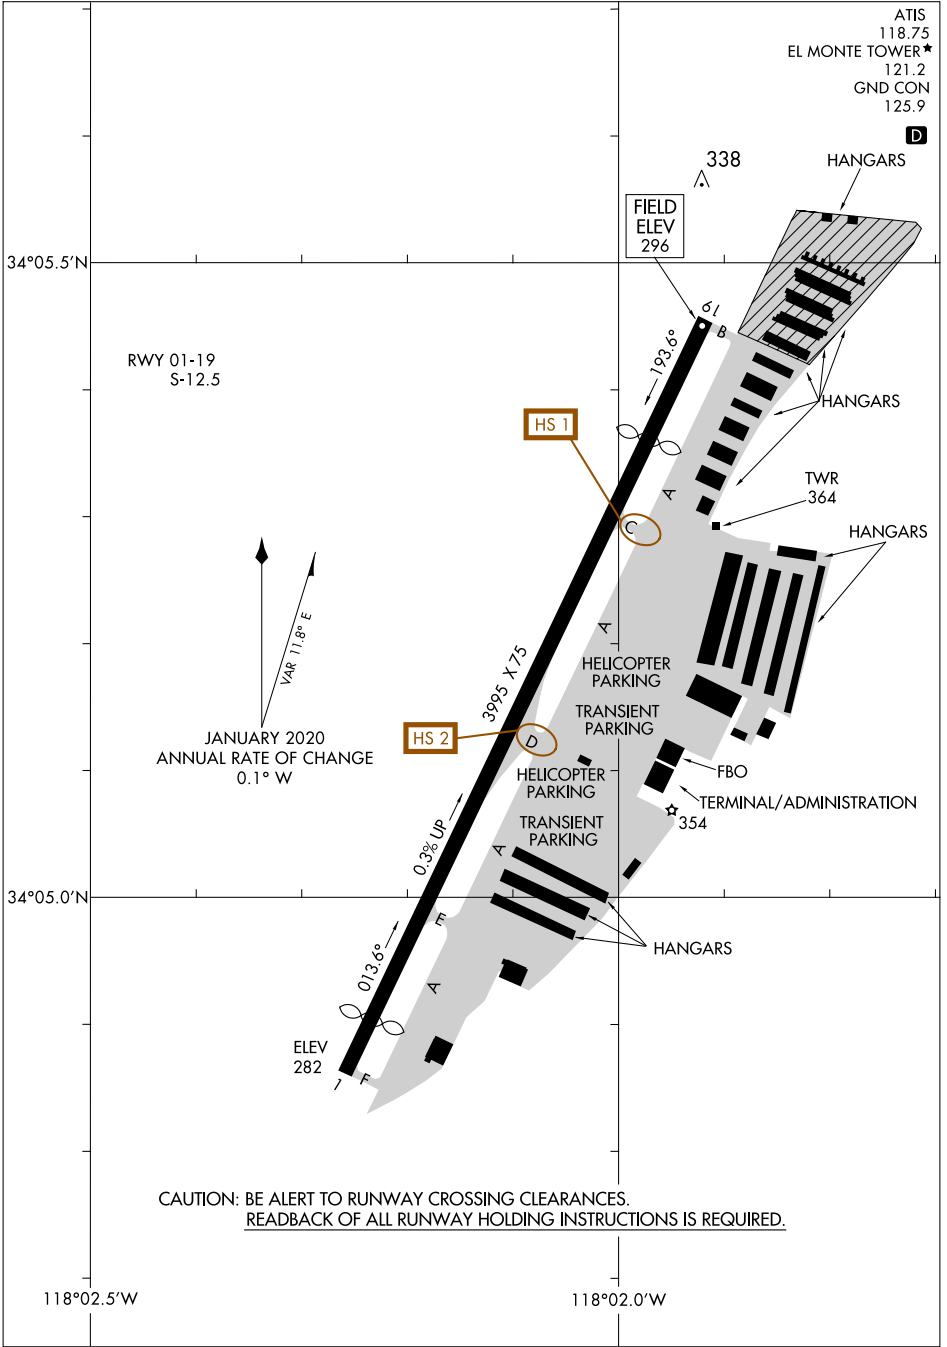 ATIS
118.75
EL MONTE TOWER★
121.2
GND CON
125.9
D
338
HANGARS
FIELD
ELEV
296
34°05.5'N
19
B
193.6°
RWY 01-19
S-12.5
HS 1
HANGARS
A
TWR
364
C
HANGARS
VAR 11.8° E
A
HELICOPTER
PARKING
3995 X 75
TRANSIENT
PARKING
HS 2
D
JANUARY 2020
ANNUAL RATE OF CHANGE
0.1° W
FBO
HELICOPTER
PARKING
TERMINAL/ADMINISTRATION
354
TRANSIENT
PARKING
0.3% UP
A
34°05.0'N
E
HANGARS
013.6°
A
ELEV
282
1
F
CAUTION: BE ALERT TO RUNWAY CROSSING CLEARANCES.
READBACK OF ALL RUNWAY HOLDING INSTRUCTIONS IS REQUIRED.
118°02.5'W
118°02.0'W